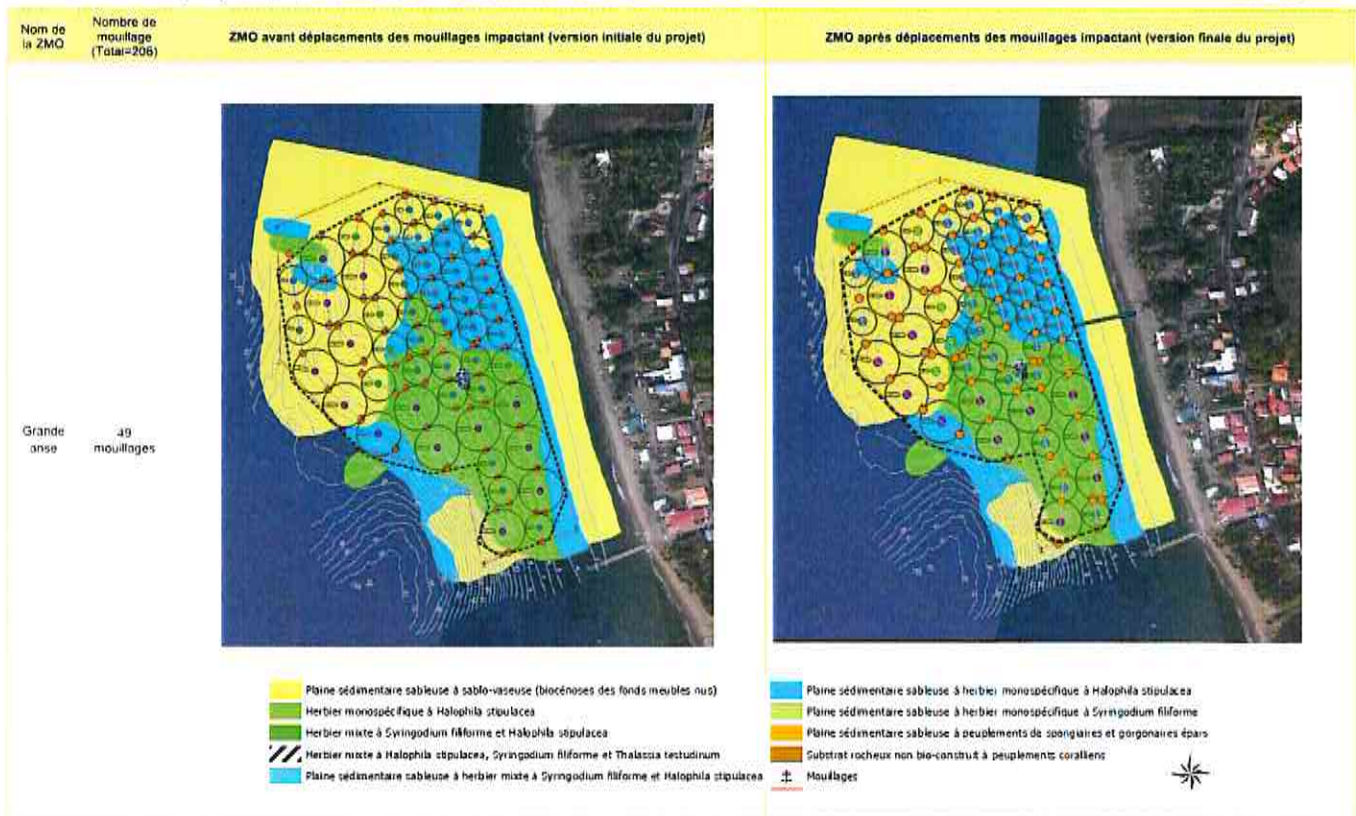 Nom de
la ZMO
Nombre de
mouillage
(Total=206)
ZMO avant déplacements des mouillages impactant (version initiale du projet)
ZMO après déplacements des mouillages impactant (version finale du projet)
Grande
anse
49
mouillages
Plaine sédimentaire sableuse à sablo-vaseuse (biocénoses des fonds meubles nus)
Herbier monospécifique à Halophila stipulacea
Herbier mixte à Syringodium filiforme et Halophila stipulacea
Herbier mixte à Halophila stipulacea, Syringodium filiforme et Thalassia testudinum
Plaine sédimentaire sableuse à herbier mixte à Syringodium filiforme et Halophila stipulacea
Plaine sédimentaire sableuse à herbier monospécifique à Halophila stipulacea
Plaine sédimentaire sableuse à herbier monospécifique à Syringodium filiforme
Plaine sédimentaire sableuse à peuplements de spongiaires et gorgonaires épars
Substrat rocheux non bio-construit à peuplements coralliens
Mouillages